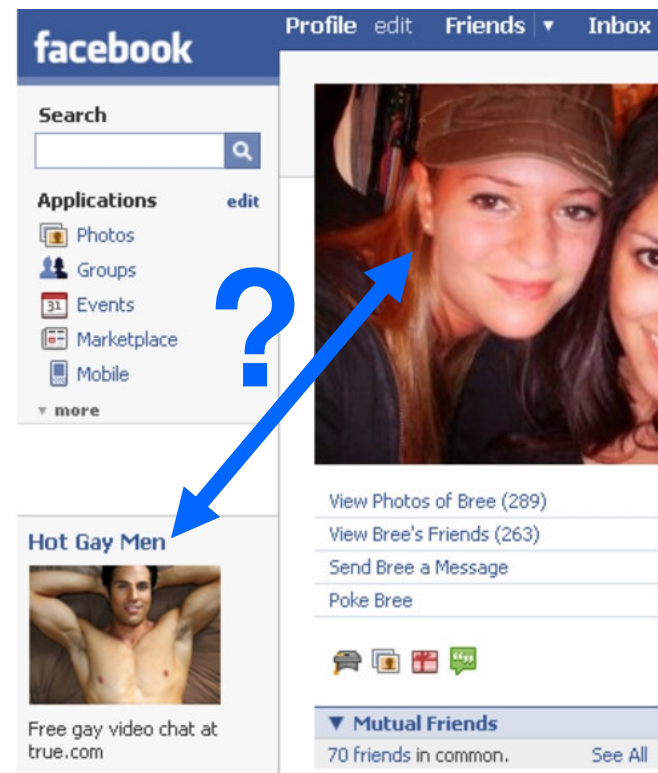 facebook
Profile edit Friends ▼ Inbox
Search
Applications edit
Photos
Groups
31 Events
Marketplace
Mobile
▼ more
?
Hot Gay Men
Free gay video chat at
true.com
View Photos of Bree (289)
View Bree's Friends (263)
Send Bree a Message
Poke Bree
▼ Mutual Friends
70 friends in common. See All